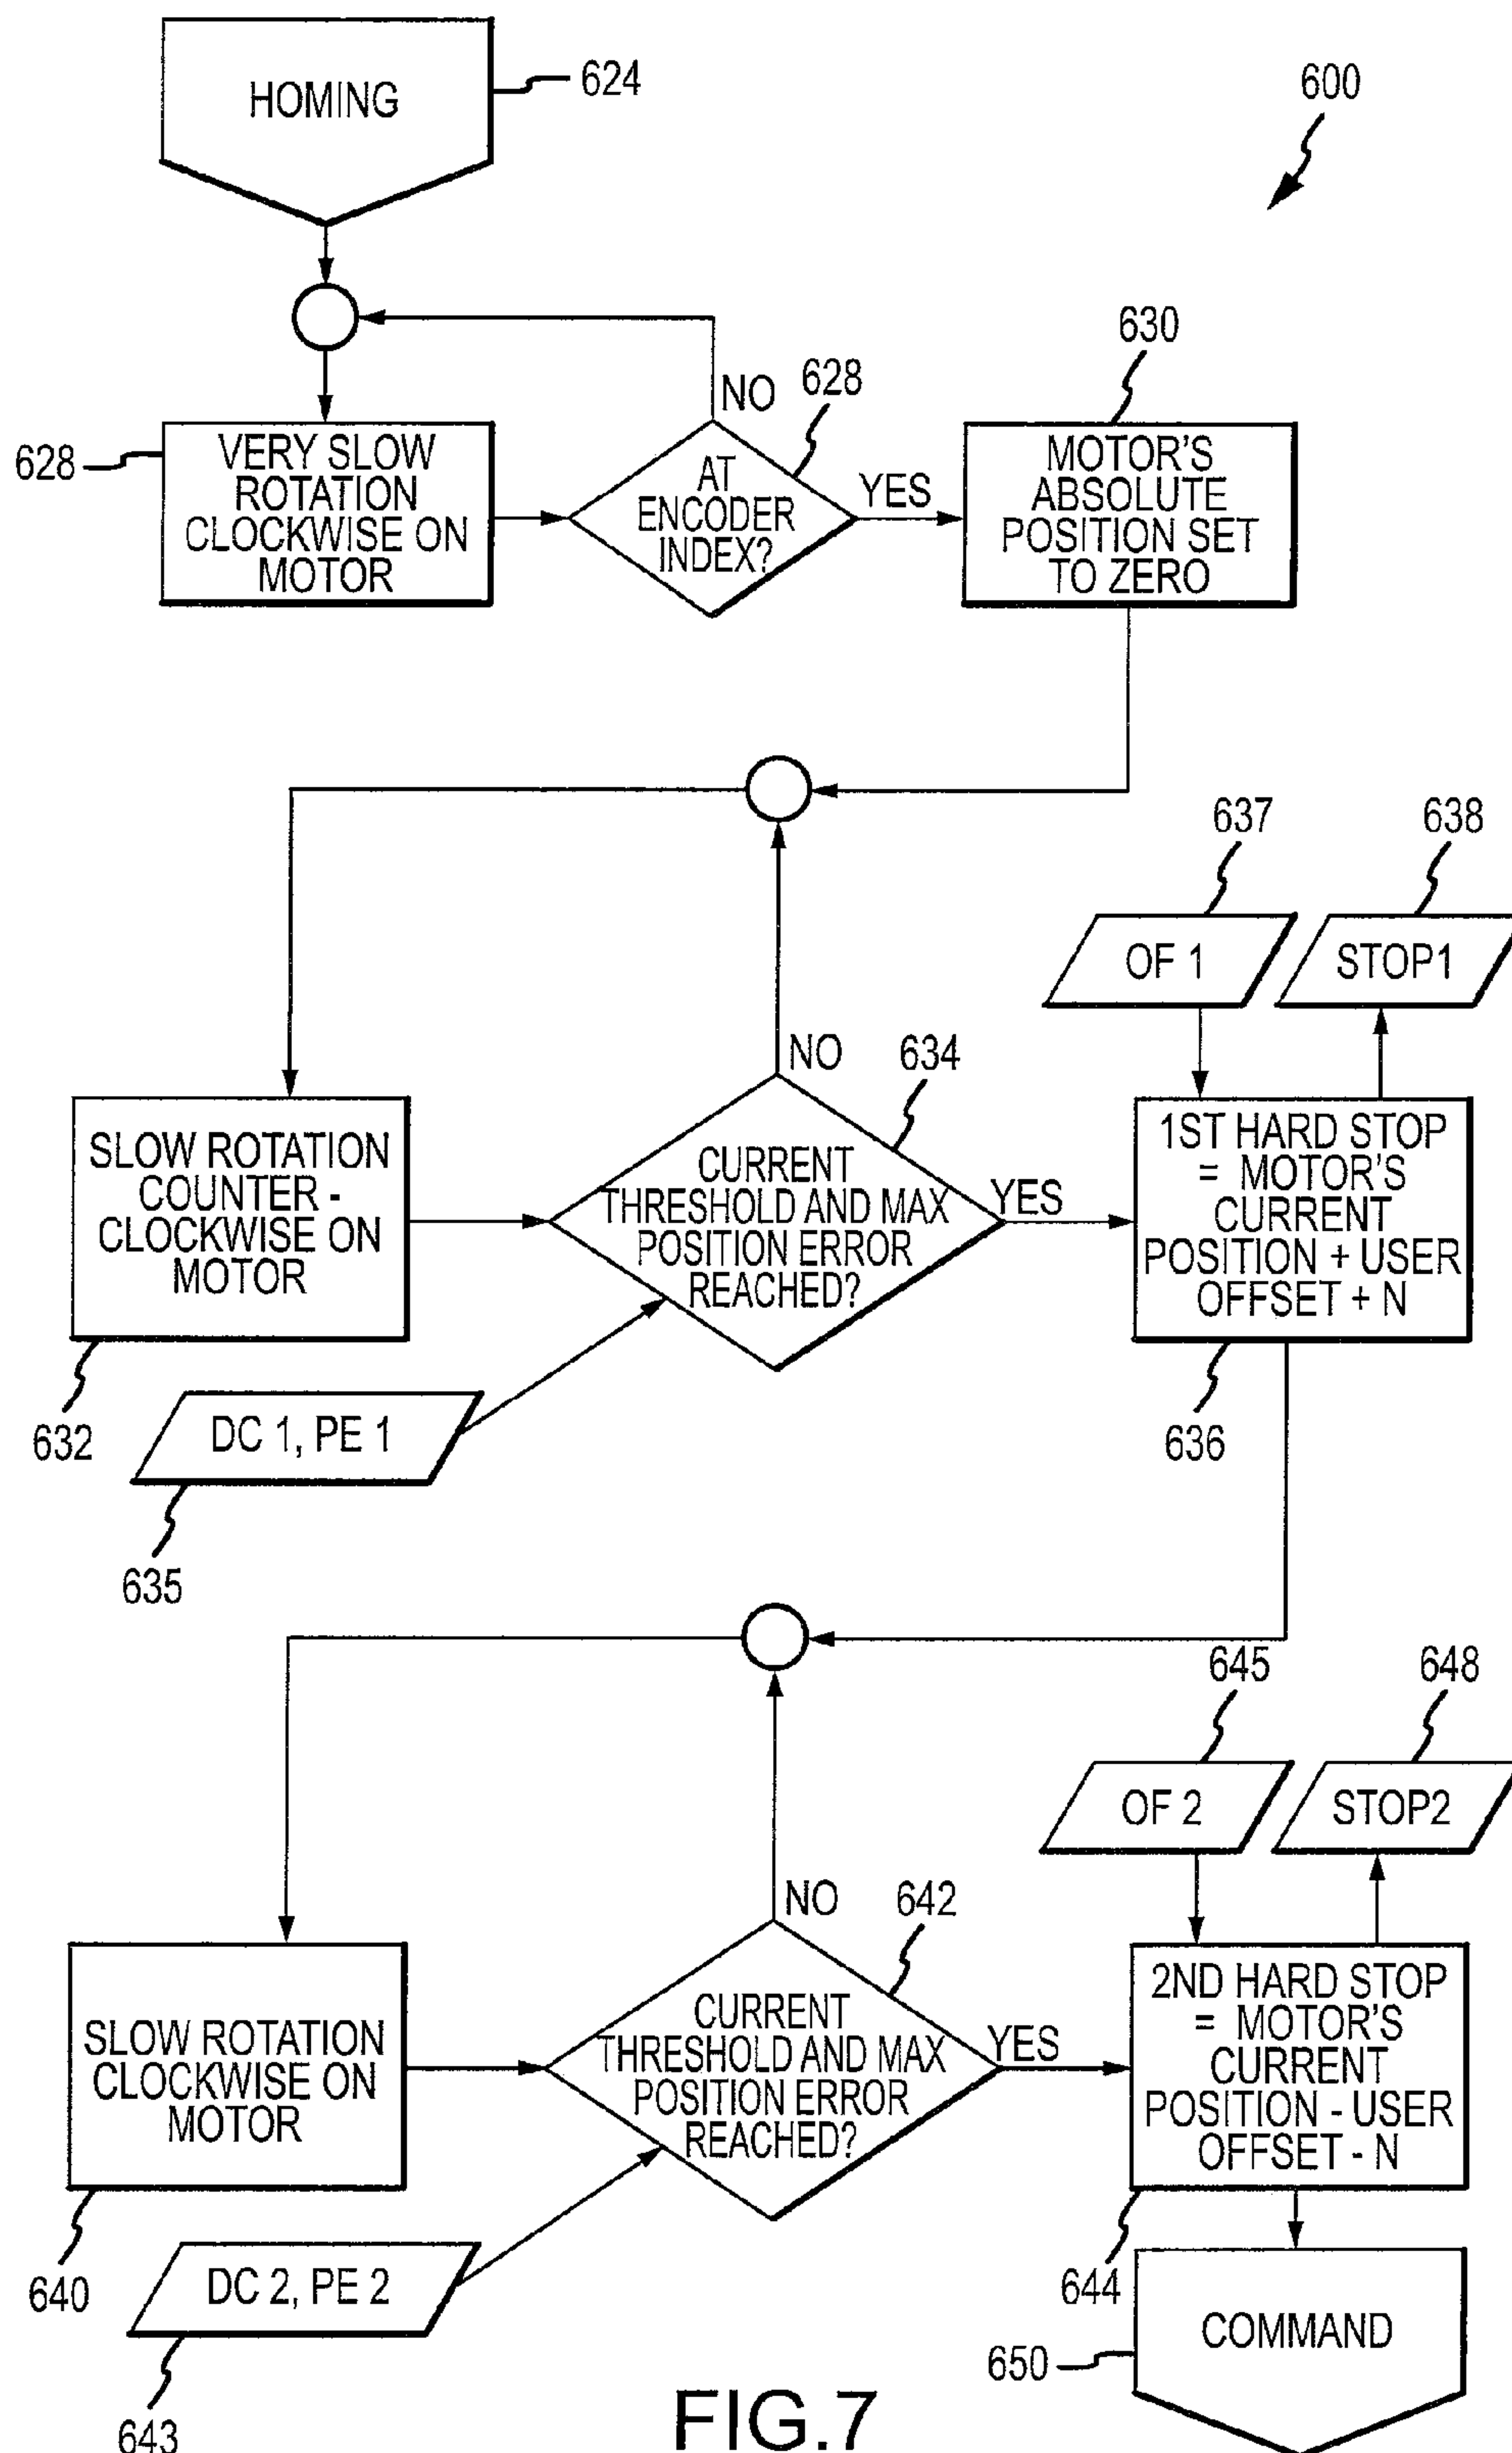 HOMING
624
600
630
NO
628
628
VERY SLOW
ROTATION
CLOCKWISE ON
MOTOR
AT
ENCODER
INDEX?
YES
MOTOR'S
ABSOLUTE
POSITION SET
TO ZERO
637
638
OF 1
STOP1
NO
634
SLOW ROTATION
COUNTER -
CLOCKWISE ON
MOTOR
CURRENT
THRESHOLD AND MAX
POSITION ERROR
REACHED?
YES
1ST HARD STOP
= MOTOR'S
CURRENT
POSITION + USER
OFFSET + N
632
DC 1, PE 1
636
635
645
648
OF 2
STOP2
NO
642
SLOW ROTATION
CLOCKWISE ON
MOTOR
CURRENT
THRESHOLD AND MAX
POSITION ERROR
REACHED?
YES
2ND HARD STOP
= MOTOR'S
CURRENT
POSITION - USER
OFFSET - N
640
DC 2, PE 2
644
643
COMMAND
650
FIG.7